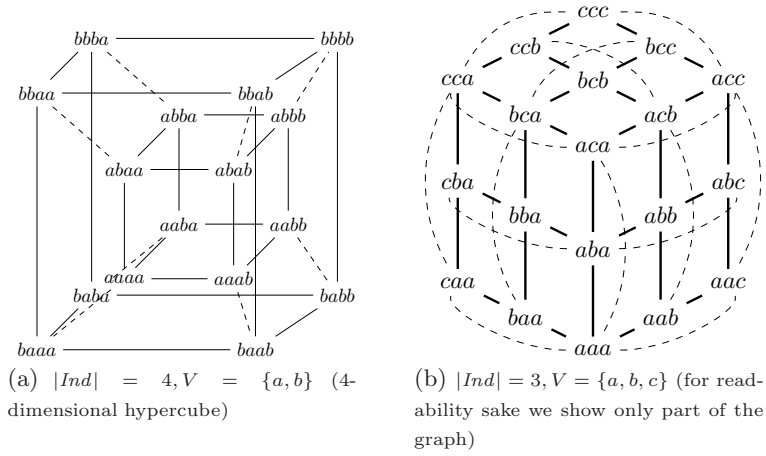 bbba bbbb
bbaa bbab
abba abbb
abaa abab
aaba aabb
aaaa aaab
baba babb
baaa baab
(a) |Ind| = 4, V = {a, b} (4-
dimensional hypercube)
ccc
ccb bcc
cca bcb acc
bca acb
aca
cba abc
bba abb
aba
caa aac
baa aab
aaa
(b) |Ind| = 3, V = {a, b, c} (for read-
ability sake we show only part of the
graph)